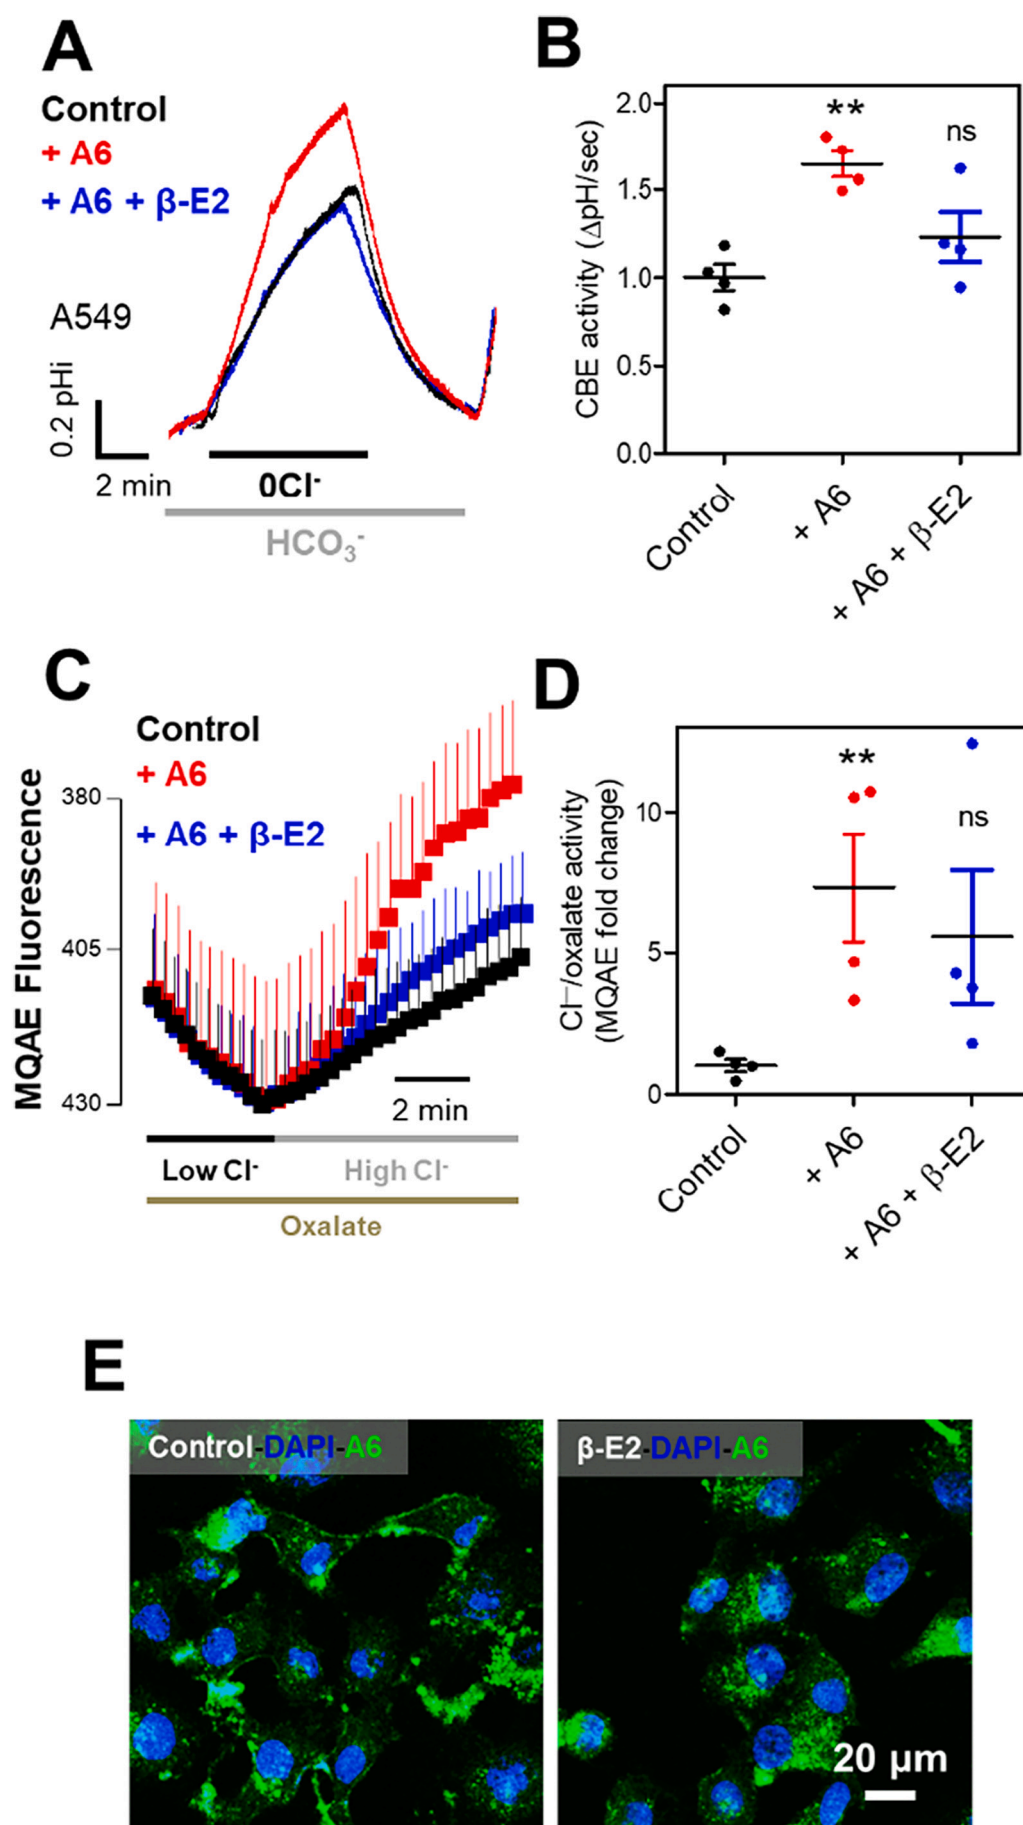 A
Control
+ A6
+ A6 + β-E2
A549
0.2 pHi
2 min
0Cl⁻
HCO₃⁻
B
CBE activity (ΔpH/sec)
2.0
1.5
1.0
0.5
0.0
**
ns
Control
+ A6
+ A6 + β-E2
C
Control
+ A6
+ A6 + β-E2
MQAE Fluorescence
380
405
430
2 min
Low Cl⁻
High Cl⁻
Oxalate
D
Cl⁻/oxalate activity
(MQAE fold change)
10
5
0
**
ns
Control
+ A6
+ A6 + β-E2
E
Control-DAPI-A6
β-E2-DAPI-A6
20 μm